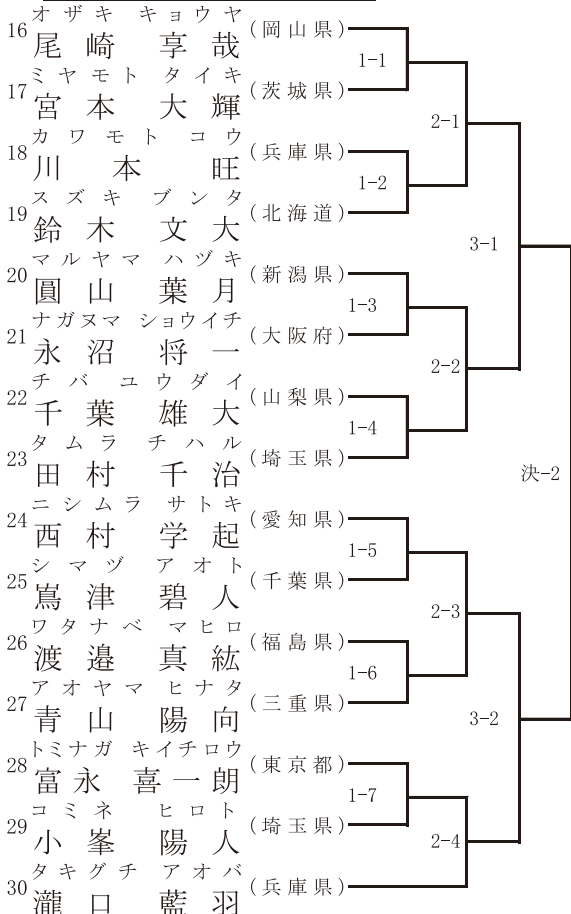 オザキ キョウヤ
16 尾崎 享哉 (岡山県)
1-1
ミヤモト タイキ
17 宮本 大輝 (茨城県)
2-1
カワモト コウ
18 川本 旺 (兵庫県)
1-2
スズキ ブンタ
19 鈴木 文大 (北海道)
3-1
マルヤマ ハヅキ
20 圓山 葉月 (新潟県)
1-3
ナガヌマ ショウイチ
21 永沼 将一 (大阪府)
2-2
チバ ユウダイ
22 千葉 雄大 (山梨県)
1-4
タムラ チハル
23 田村 千治 (埼玉県)
決-2
ニシムラ サトキ
24 西村 学起 (愛知県)
1-5
シマヅ アオト
25 嶌津 碧人 (千葉県)
2-3
ワタナベ マヒロ
26 渡邉 真紘 (福島県)
1-6
アオヤマ ヒナタ
27 青山 陽向 (三重県)
3-2
トミナガ キイチロウ
28 富永 喜一朗 (東京都)
1-7
コミネ ヒロト
29 小峯 陽人 (埼玉県)
2-4
タキグチ アオバ
30 瀧口 藍羽 (兵庫県)